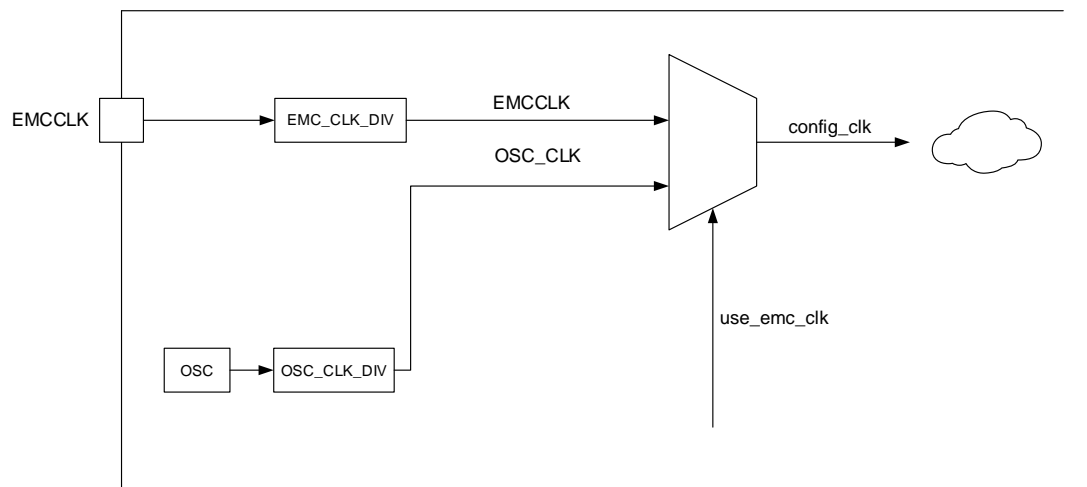 EMCCLK
EMC_CLK_DIV
EMCCLK
OSC_CLK
config_clk
use_emc_clk
OSC
OSC_CLK_DIV